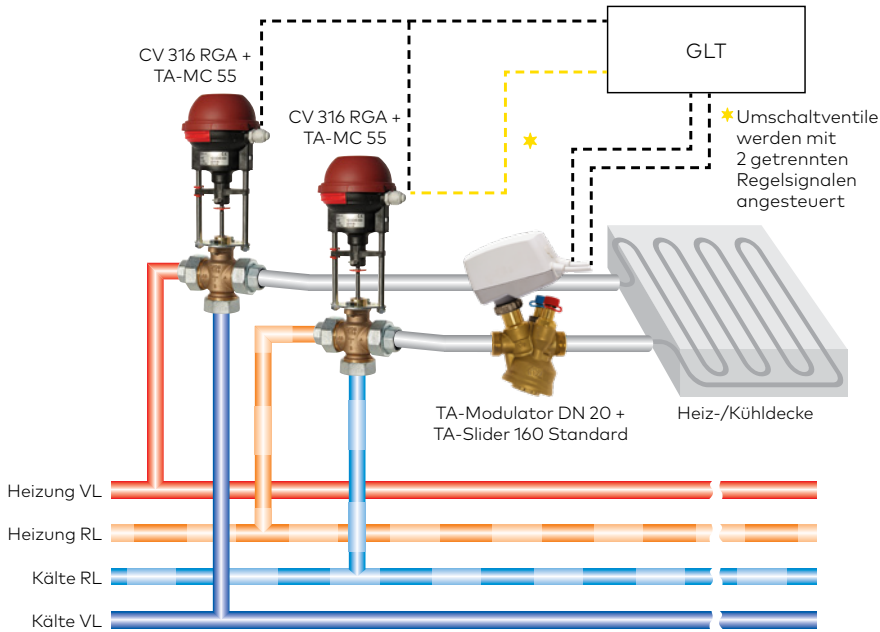 CV 316 RGA +
TA-MC 55
GLT
CV 316 RGA +
TA-MC 55
Umschaltventile
werden mit
2 getrennten
Regelsignalen
angesteuert
TA-Modulator DN 20 +
TA-Slider 160 Standard
Heiz-/Kühldecke
Heizung VL
Heizung RL
Kälte RL
Kälte VL